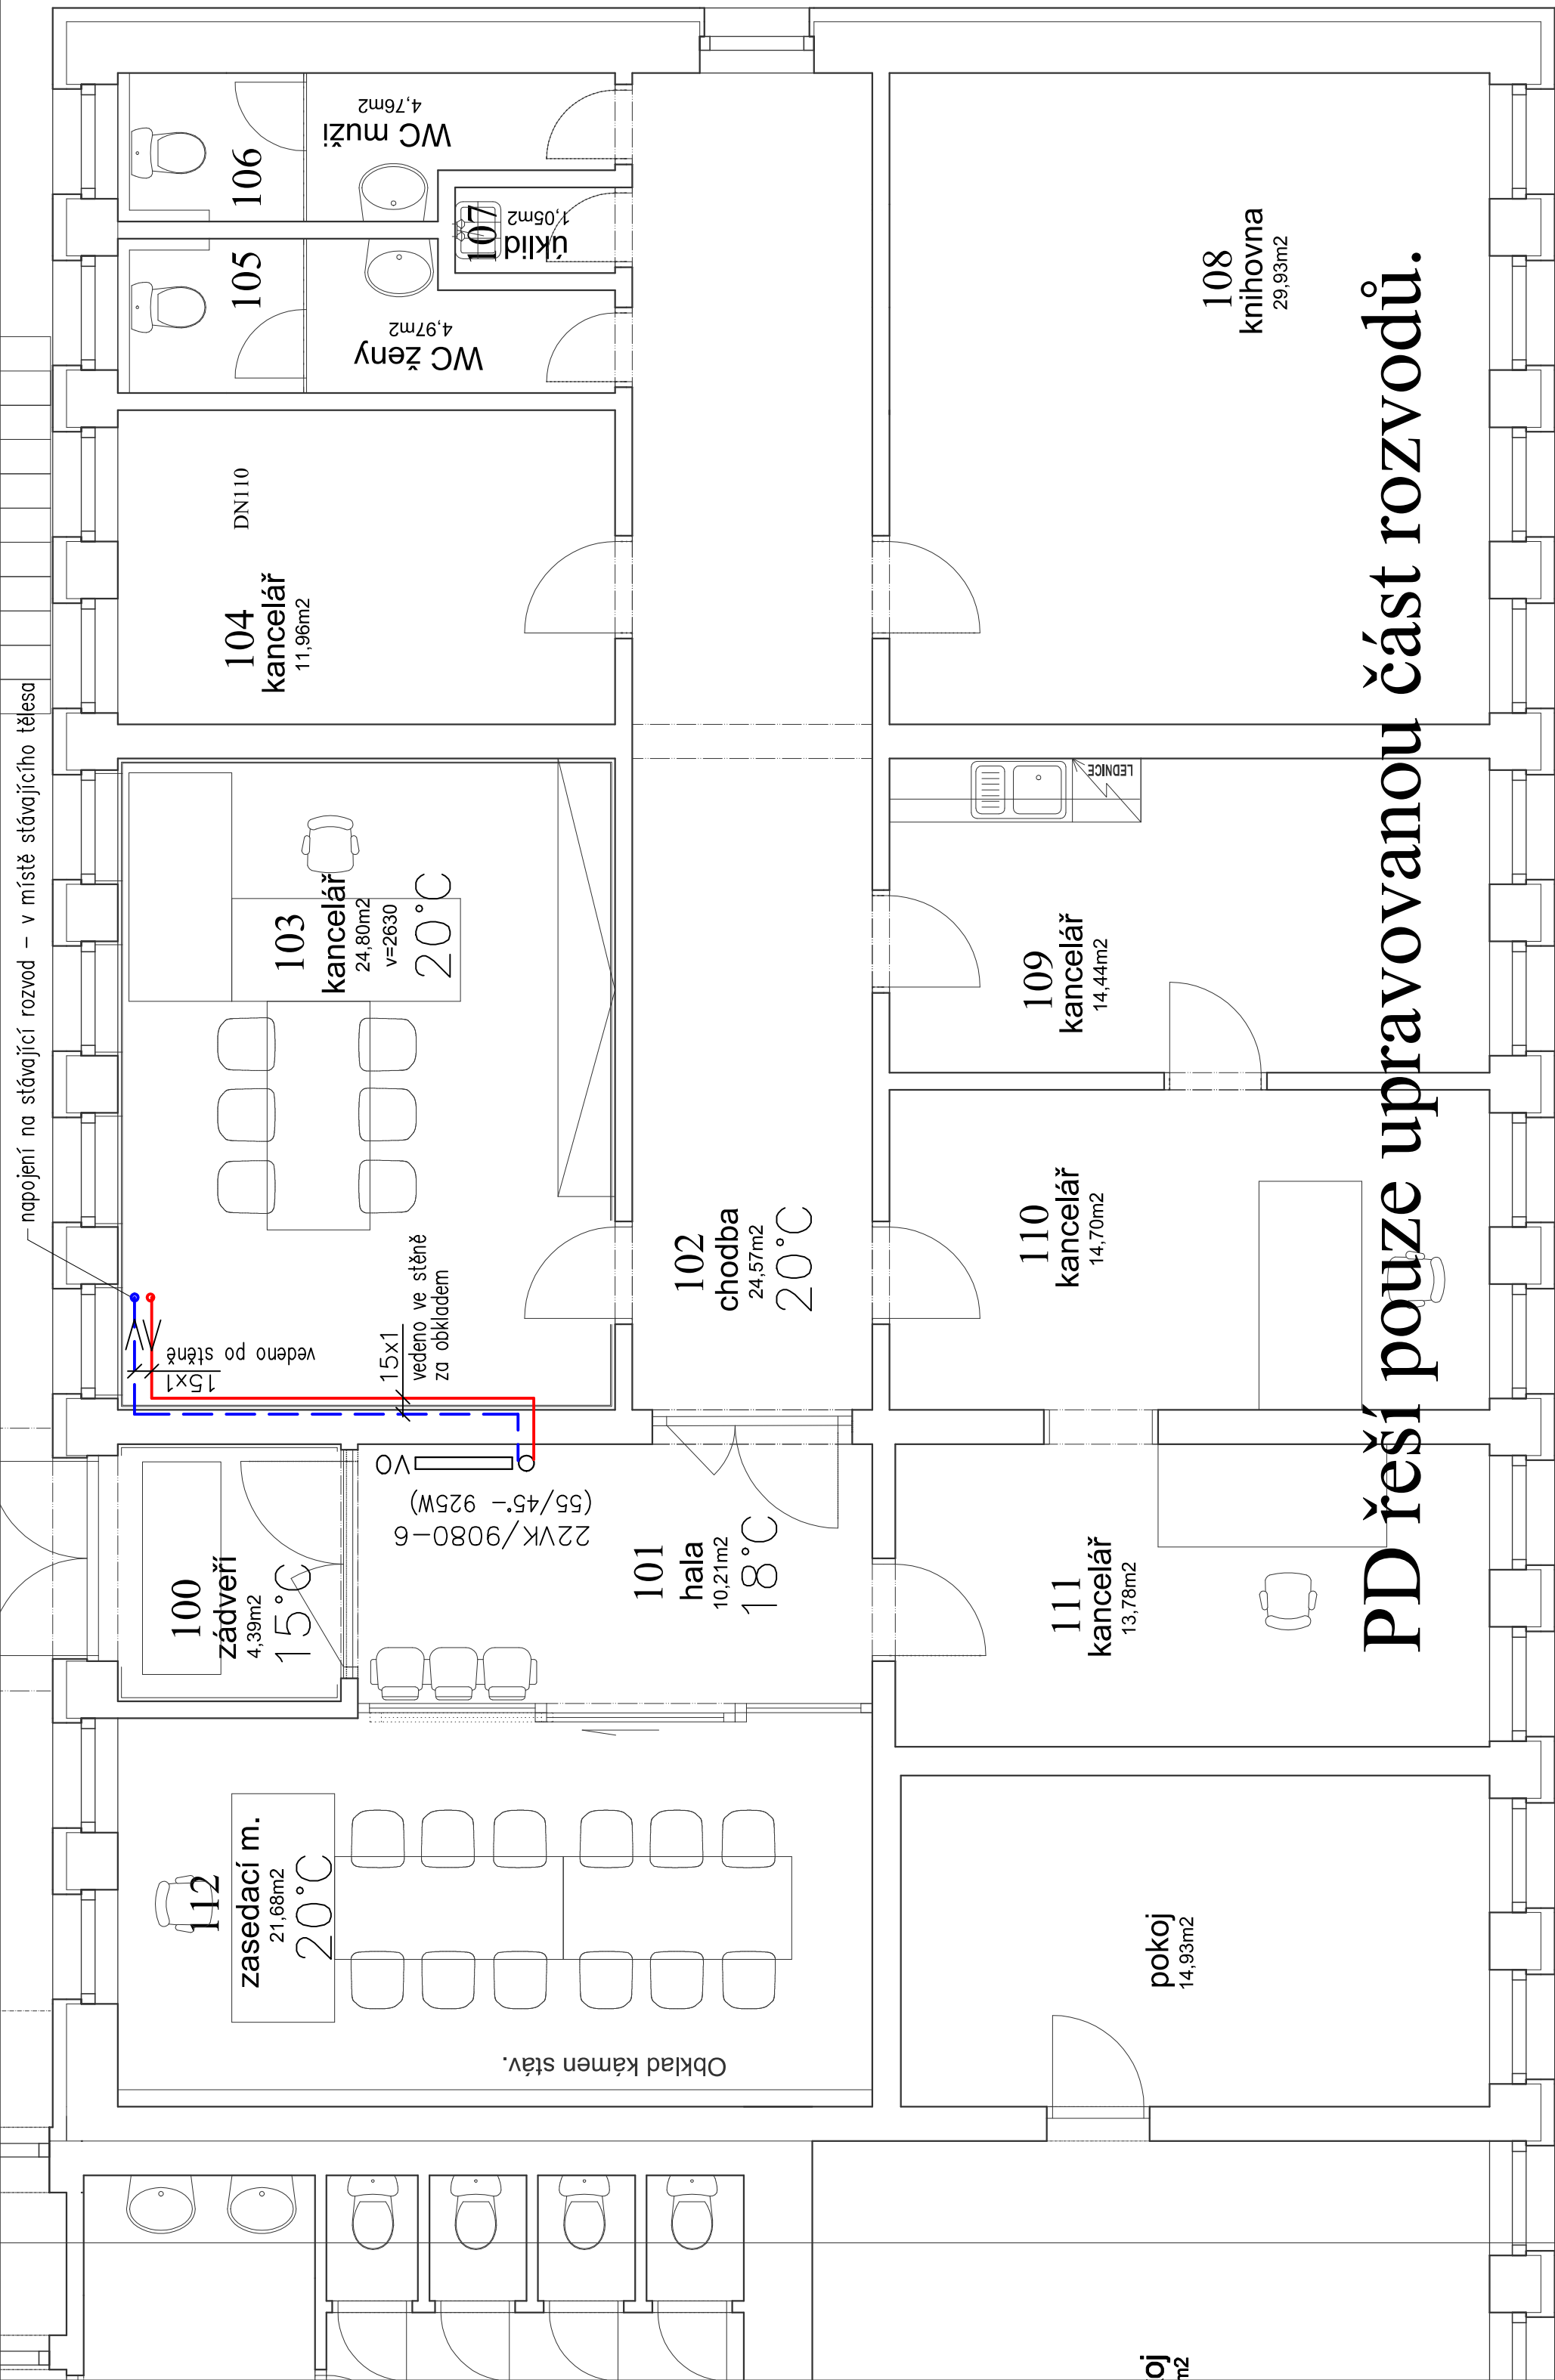 napojení na stávající rozvod - v místě stávajícího tělesa
106
WC muži
4,76m2
105
WC ženy
4,97m2
107
úklid
1,05m2
104
kancelář
11,96m2
DN110
103
kancelář
24,80m2
v=2630
20°C
15x1
vedeno po stěně
15x1
vedeno ve stěně
za obkladem
VO
22VK/9080-6
(55/45°- 925W)
100
zádveří
4,39m2
15°C
101
hala
10,21m2
18°C
102
chodba
24,57m2
20°C
108
knihovna
29,93m2
LEDNICE
109
kancelář
14,44m2
110
kancelář
14,70m2
111
kancelář
13,78m2
112
zasedací m.
21,68m2
20°C
Obklad kámen stáv.
pokoj
14,93m2
oj
m2
PD řeší pouze upravovanou část rozvodů.